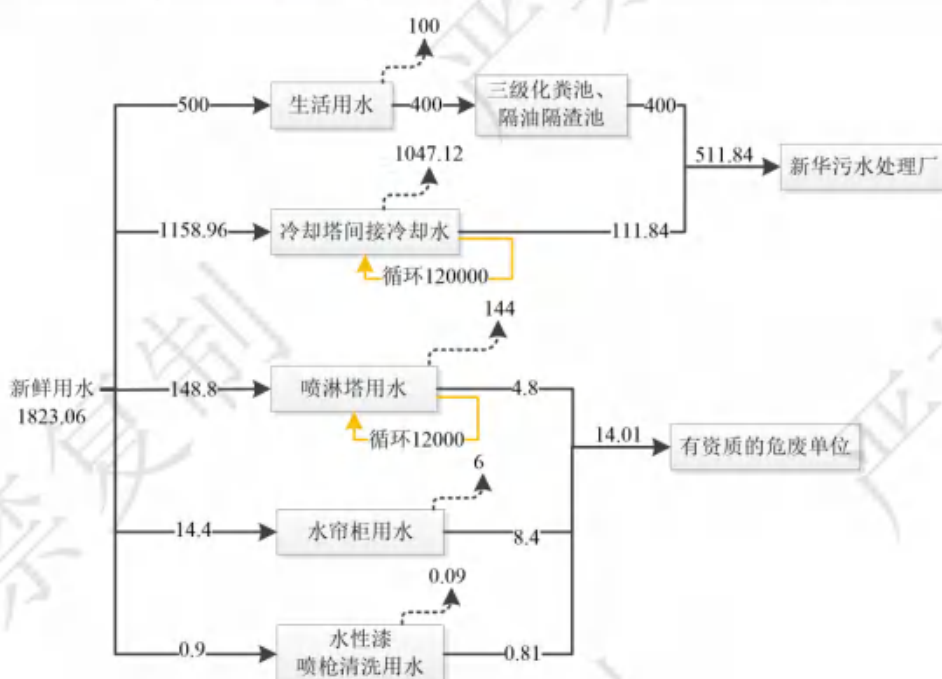 100
500
生活用水
400
三级化粪池、
隔油隔渣池
400
1047.12
511.84
新华污水处理厂
1158.96
冷却塔间接冷却水
111.84
循环120000
144
新鲜用水
1823.06
148.8
喷淋塔用水
4.8
循环12000
14.01
有资质的危废单位
6
14.4
水帘柜用水
8.4
0.09
0.9
水性漆
喷枪清洗用水
0.81
禁复制
严禁